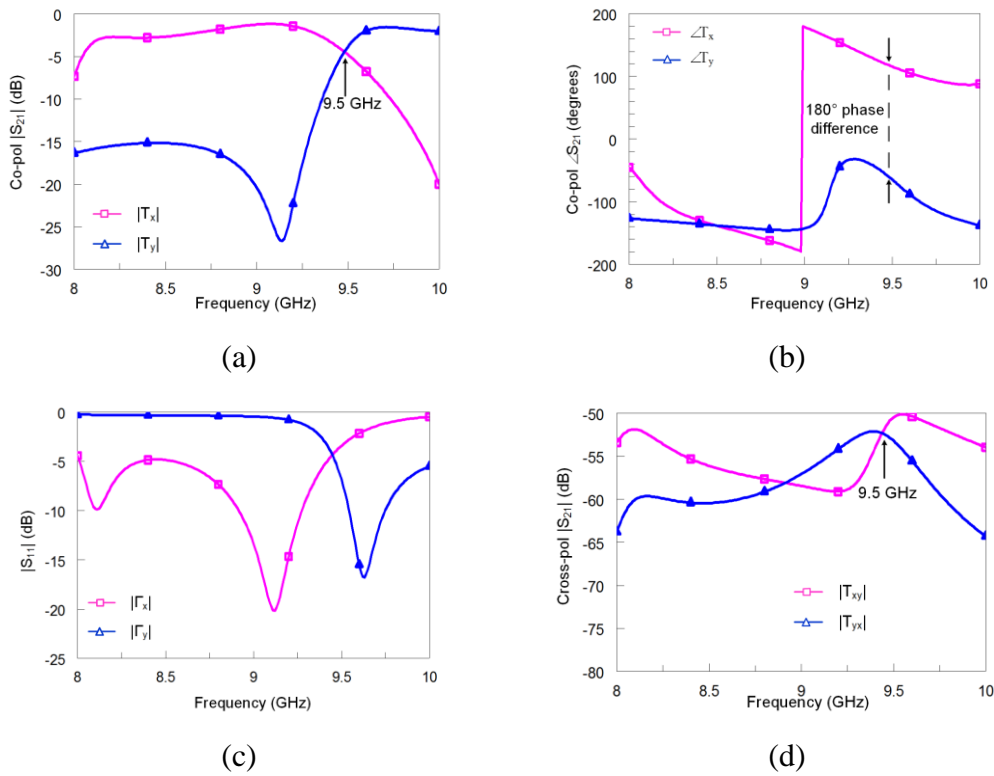 0
-5
-10
-15
-20
-25
-30
Co-pol |S21| (dB)
9.5 GHz
|Tx|
|Ty|
8 8.5 9 9.5 10
Frequency (GHz)
(a)
200
100
0
-100
-200
Co-pol ∠S21 (degrees)
∠Tx
∠Ty
180° phase
difference
8 8.5 9 9.5 10
Frequency (GHz)
(b)
0
-5
-10
-15
-20
-25
|S11| (dB)
|Γx|
|Γy|
8 8.5 9 9.5 10
Frequency (GHz)
(c)
-50
-55
-60
-65
-70
-75
-80
Cross-pol |S21| (dB)
9.5 GHz
|Txy|
|Tyx|
8 8.5 9 9.5 10
Frequency (GHz)
(d)